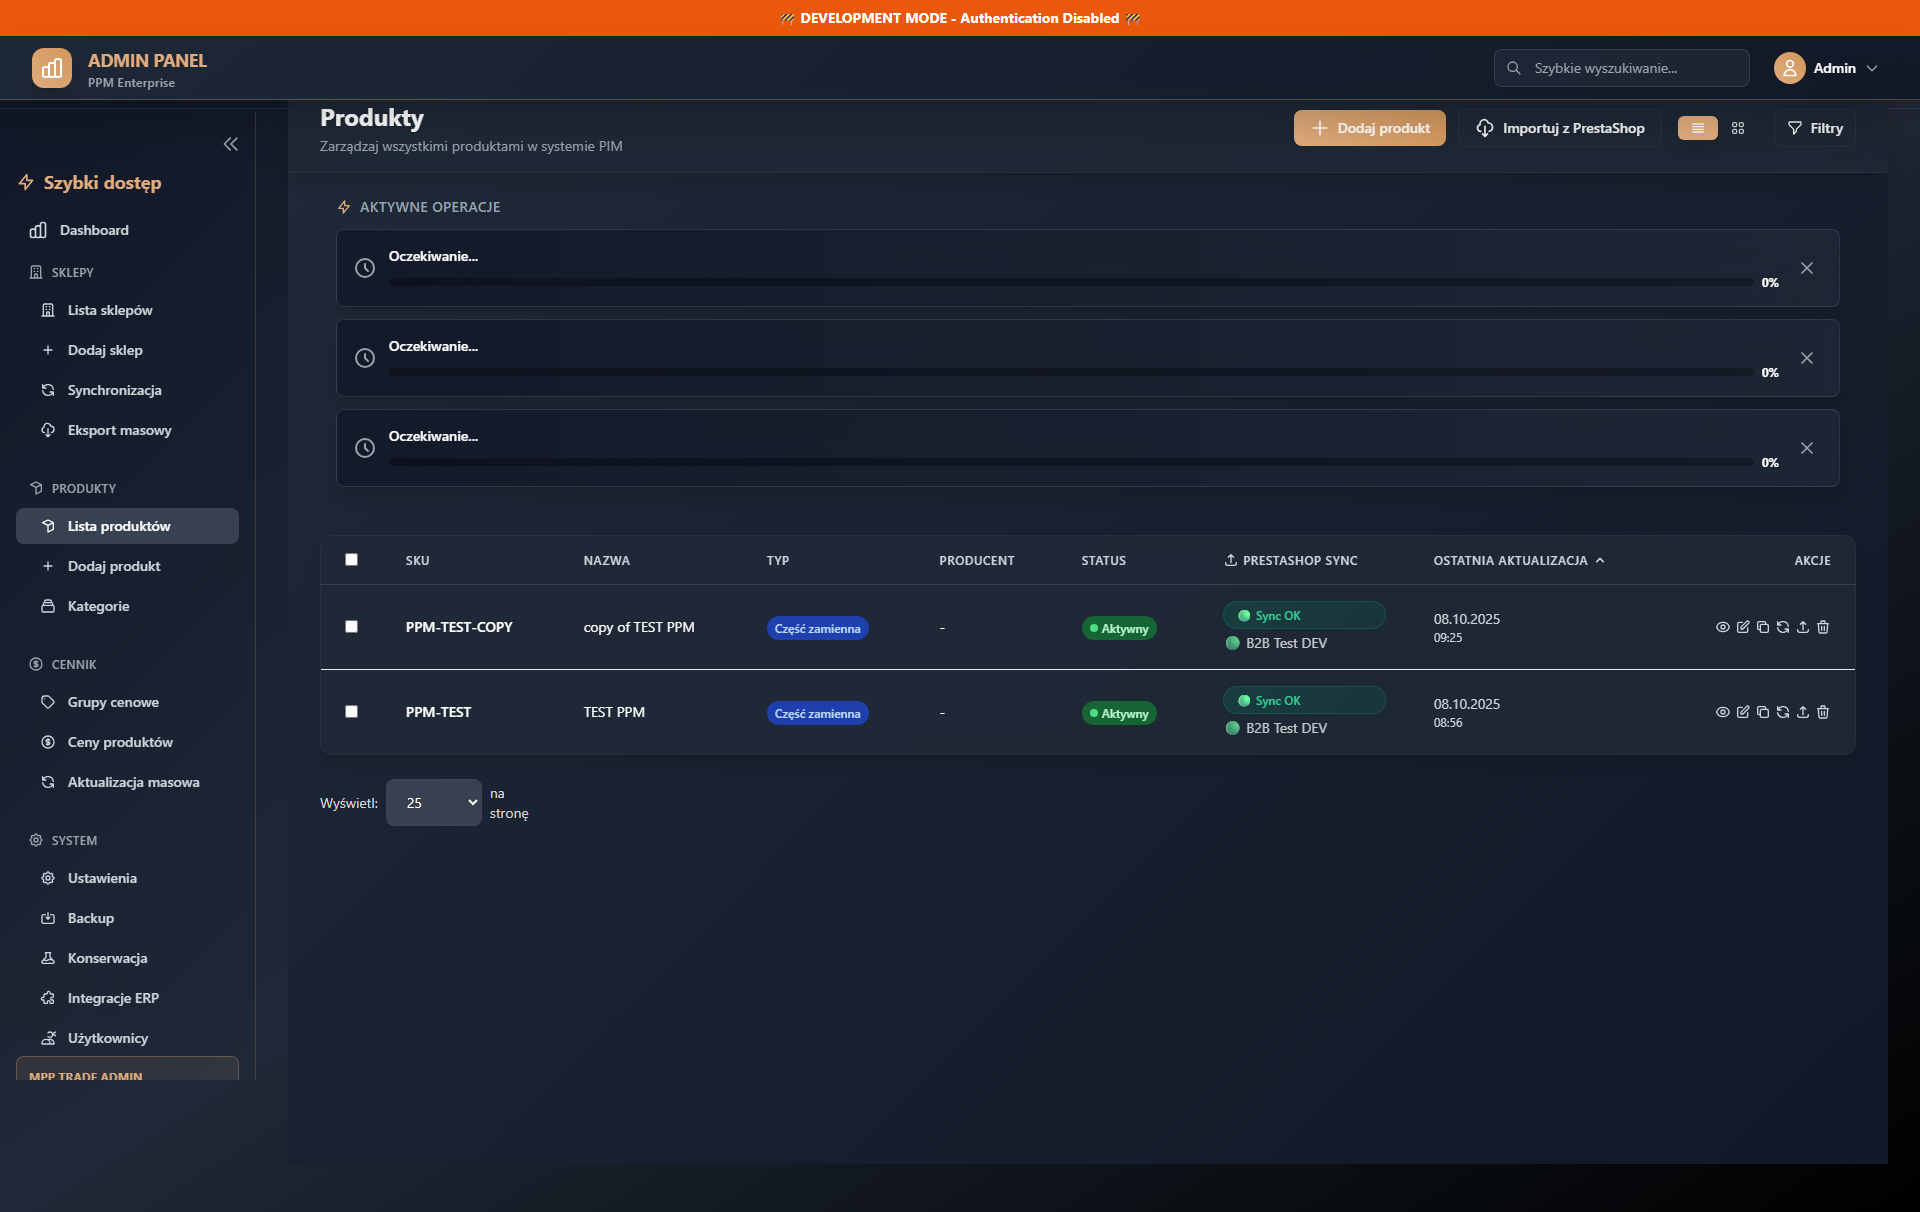 🚧 DEVELOPMENT MODE - Authentication Disabled 🚧
ADMIN PANEL
PPM Enterprise
Szybkie wyszukiwanie...
Admin
Szybki dostęp
Dashboard
SKLEPY
Lista sklepów
Dodaj sklep
Synchronizacja
Eksport masowy
PRODUKTY
Lista produktów
Dodaj produkt
Kategorie
CENNIK
Grupy cenowe
Ceny produktów
Aktualizacja masowa
SYSTEM
Ustawienia
Backup
Konserwacja
Integracje ERP
Użytkownicy
MPP TRADE ADMIN
Produkty
Zarządzaj wszystkimi produktami w systemie PIM
Dodaj produkt
Importuj z PrestaShop
Filtry
AKTYWNE OPERACJE
Oczekiwanie...
0%
Oczekiwanie...
0%
Oczekiwanie...
0%
SKU NAZWA TYP PRODUCENT STATUS PRESTASHOP SYNC OSTATNIA AKTUALIZACJA AKCJE
PPM-TEST-COPY copy of TEST PPM Część zamienna - Aktywny Sync OK 08.10.2025
B2B Test DEV 09:25
PPM-TEST TEST PPM Część zamienna - Aktywny Sync OK 08.10.2025
B2B Test DEV 08:56
Wyświetl: 25 na
stronę